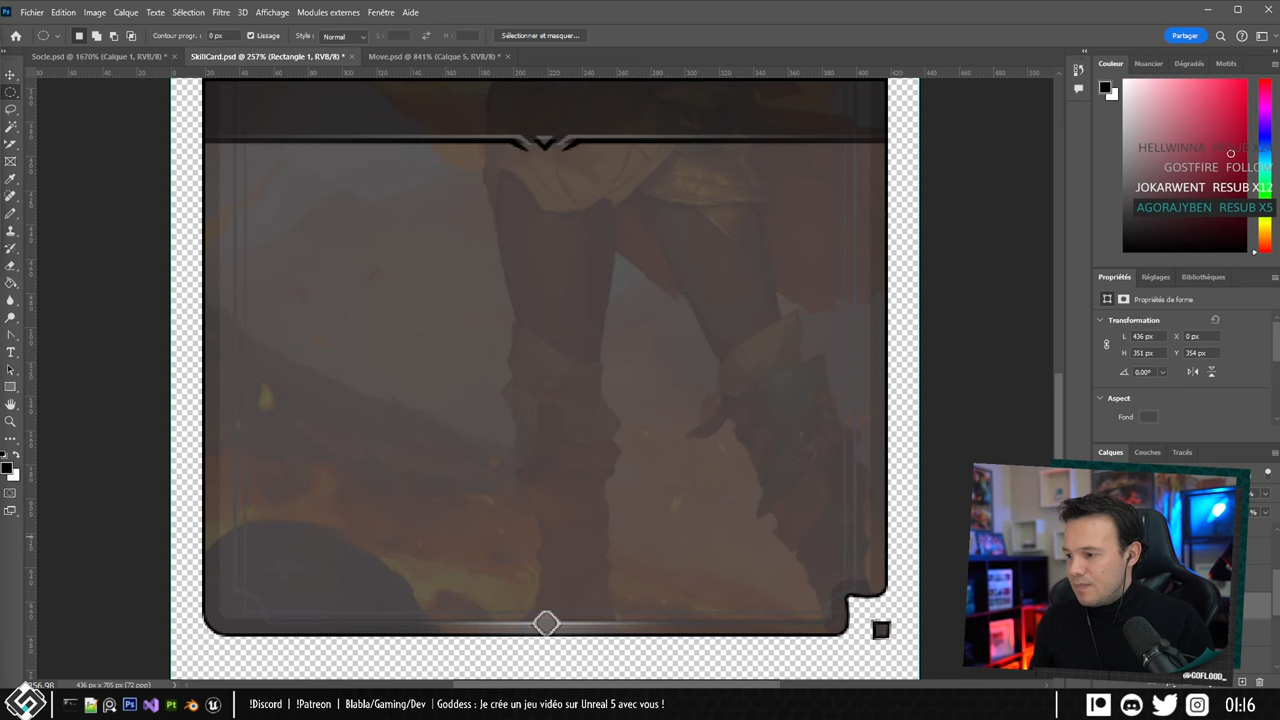 Fichier Edition Image Calque Texte Sélection Filtre 3D Affichage Modules externes Fenêtre Aide
Contour progr. : 0 px Lissage Style : Normal L. : H. : Sélectionner et masquer... Partager
Socle.psd @ 1670% (Calque 1, RVB/8) * × SkillCard.psd @ 257% (Rectangle 1, RVB/8) * × Move.psd @ 841% (Calque 5, RVB/8) * ×
Couleur Nuancier Dégradés Motifs
HELLWINNA RESUB
GOSTFIRE FOLLOW
JOKARWENT RESUB X12
AGORAJYBEN RESUB X5
Propriétés Réglages Bibliothèques
Propriétés de forme
Transformation
L 436 px X 0 px
H 351 px Y 354 px
0,00°
Aspect
Fond
Calques Couches Tracés
436 px x 705 px (72 ppp)
@GOFLOOD_
!Discord | !Patreon | Blabla/GameDev | Construisons un jeu vidéo sur Unreal 5 avec vous !
01:16